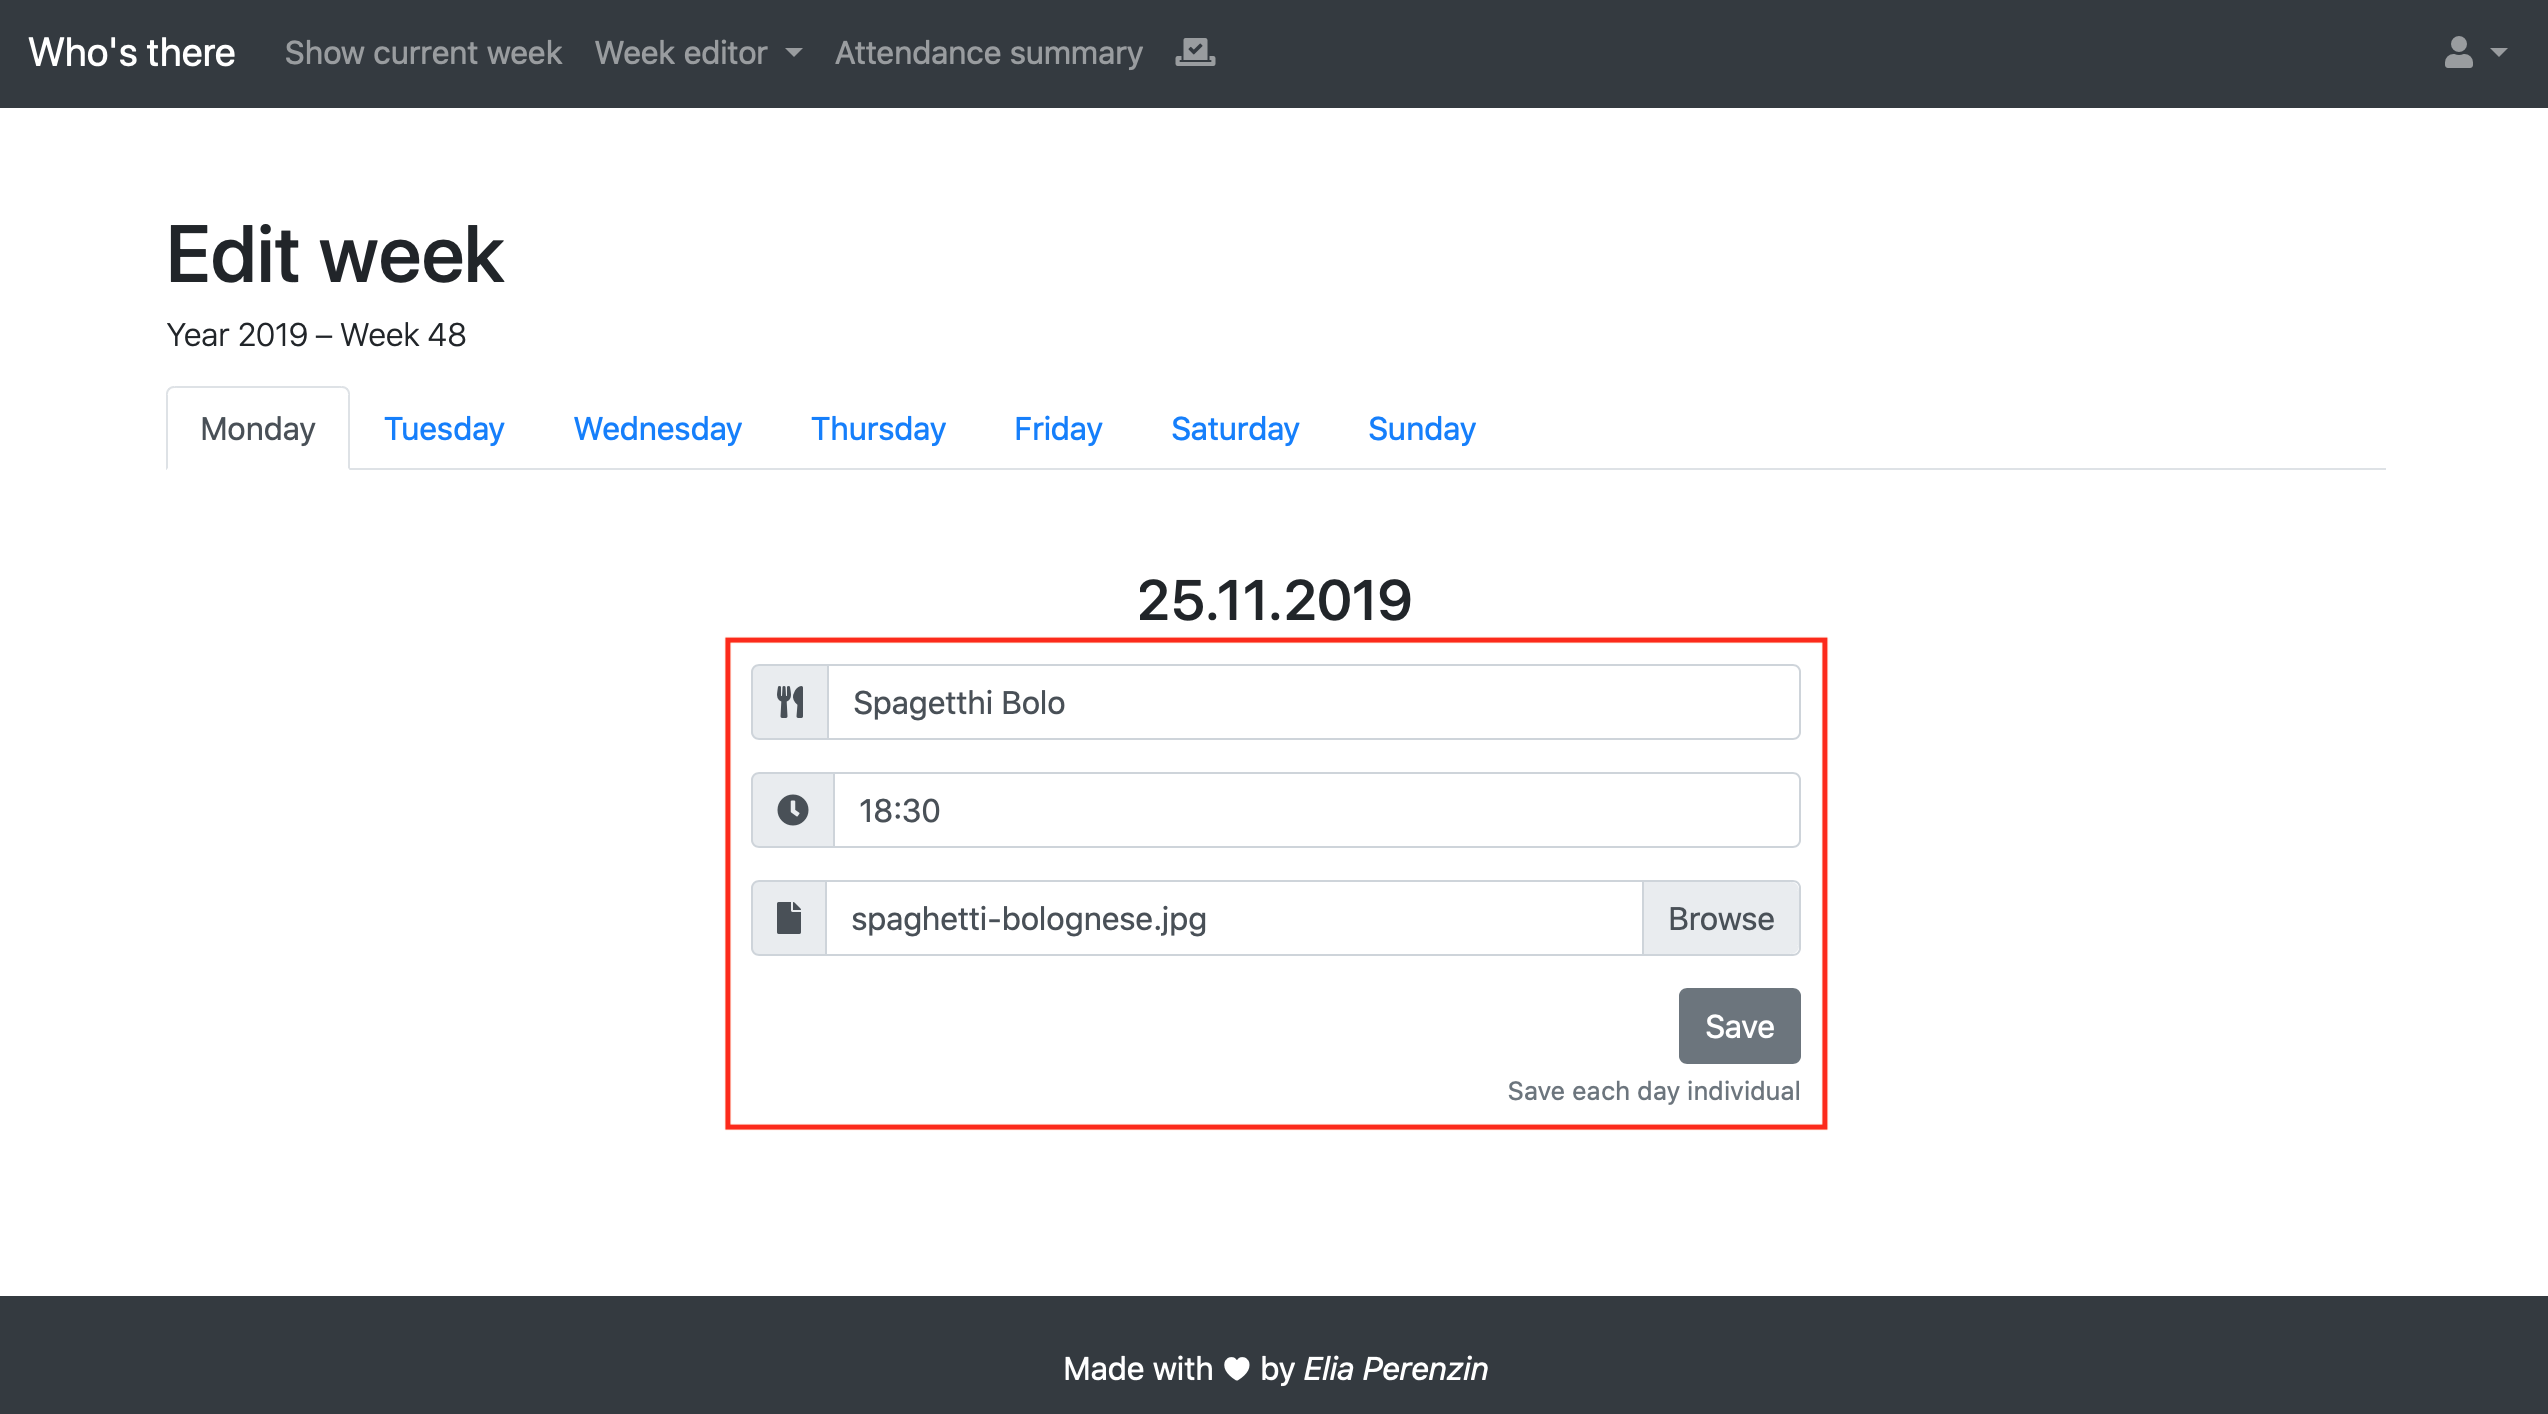 Who's there Show current week Week editor Attendance summary
Edit week
Year 2019 – Week 48
Monday Tuesday Wednesday Thursday Friday Saturday Sunday
25.11.2019
Spagetthi Bolo
18:30
spaghetti-bolognese.jpg Browse
Save
Save each day individual
Made with ♥ by Elia Perenzin